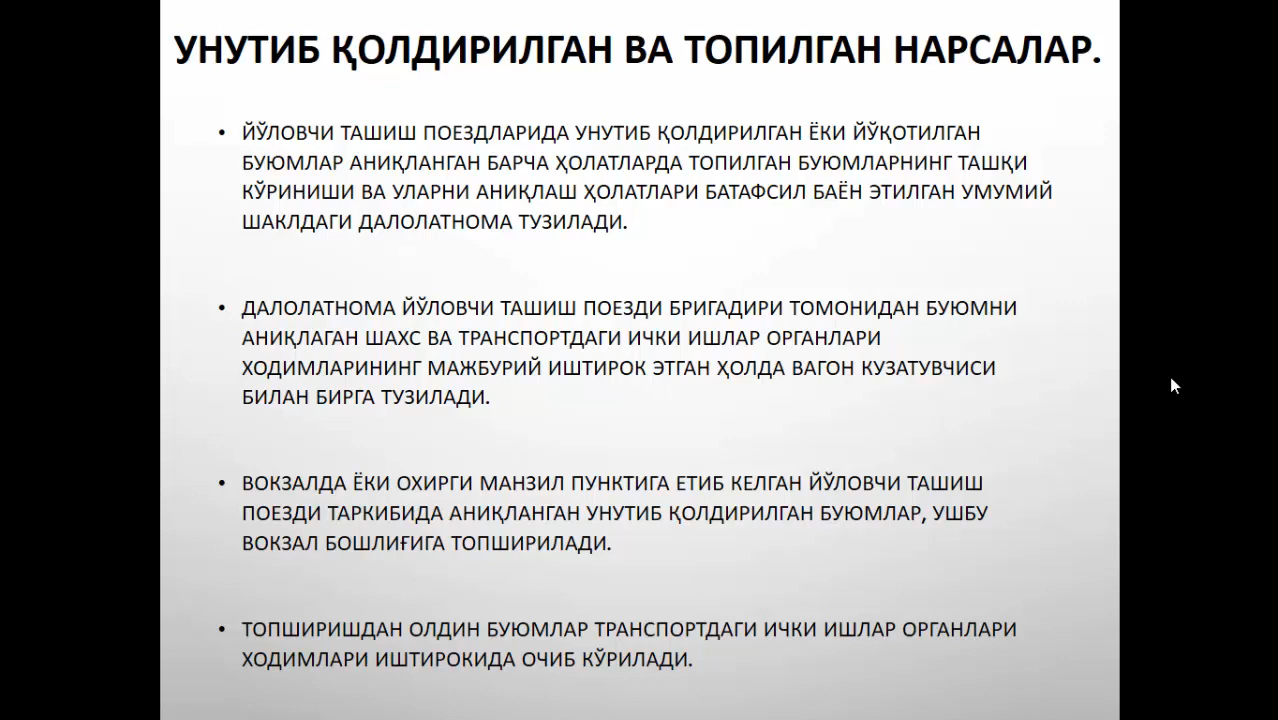 УНУТИБ ҚОЛДИРИЛГАН ВА ТОПИЛГАН НАРСАЛАР.
• ЙЎЛОВЧИ ТАШИШ ПОЕЗДЛАРИДА УНУТИБ ҚОЛДИРИЛГАН ЁКИ ЙЎҚОТИЛГАН
БУЮМЛАР АНИҚЛАНГАН БАРЧА ҲОЛАТЛАРДА ТОПИЛГАН БУЮМЛАРНИНГ ТАШҚИ
КЎРИНИШИ ВА УЛАРНИ АНИҚЛАШ ҲОЛАТЛАРИ БАТАФСИЛ БАЁН ЭТИЛГАН УМУМИЙ
ШАКЛДАГИ ДАЛОЛАТНОМА ТУЗИЛАДИ.
• ДАЛОЛАТНОМА ЙЎЛОВЧИ ТАШИШ ПОЕЗДИ БРИГАДИРИ ТОМОНИДАН БУЮМНИ
АНИҚЛАГАН ШАХС ВА ТРАНСПОРТДАГИ ИЧКИ ИШЛАР ОРГАНЛАРИ
ХОДИМЛАРИНИНГ МАЖБУРИЙ ИШТИРОК ЭТГАН ҲОЛДА ВАГОН КУЗАТУВЧИСИ
БИЛАН БИРГА ТУЗИЛАДИ.
• ВОКЗАЛДА ЁКИ ОХИРГИ МАНЗИЛ ПУНКТИГА ЕТИБ КЕЛГАН ЙЎЛОВЧИ ТАШИШ
ПОЕЗДИ ТАРКИБИДА АНИҚЛАНГАН УНУТИБ ҚОЛДИРИЛГАН БУЮМЛАР, УШБУ
ВОКЗАЛ БОШЛИҒИГА ТОПШИРИЛАДИ.
• ТОПШИРИШДАН ОЛДИН БУЮМЛАР ТРАНСПОРТДАГИ ИЧКИ ИШЛАР ОРГАНЛАРИ
ХОДИМЛАРИ ИШТИРОКИДА ОЧИБ КЎРИЛАДИ.